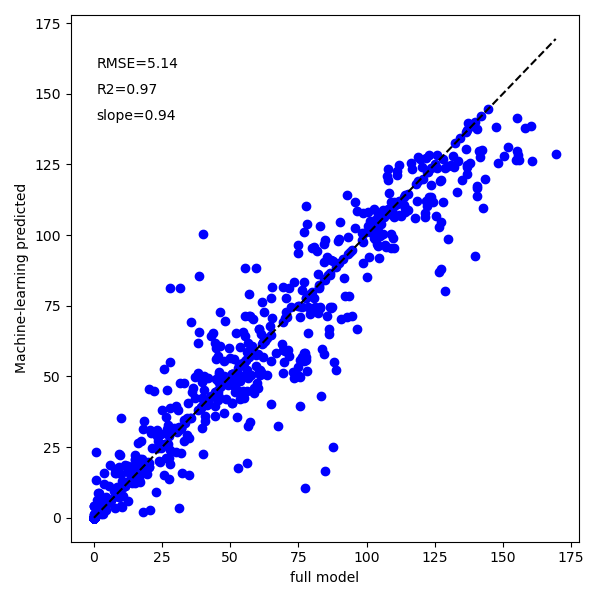 175
150
125
100
75
50
25
0
RMSE=5.14
R2=0.97
slope=0.94
Machine-learning predicted
0 25 50 75 100 125 150 175
full model